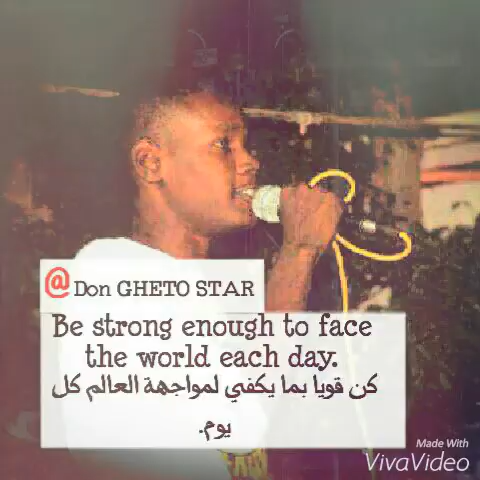 @ Don GHETO STAR
Be strong enough to face
the world each day.
كن قويا بما يكفي لمواجهة العالم كل
يوم.
Made With
VivaVideo